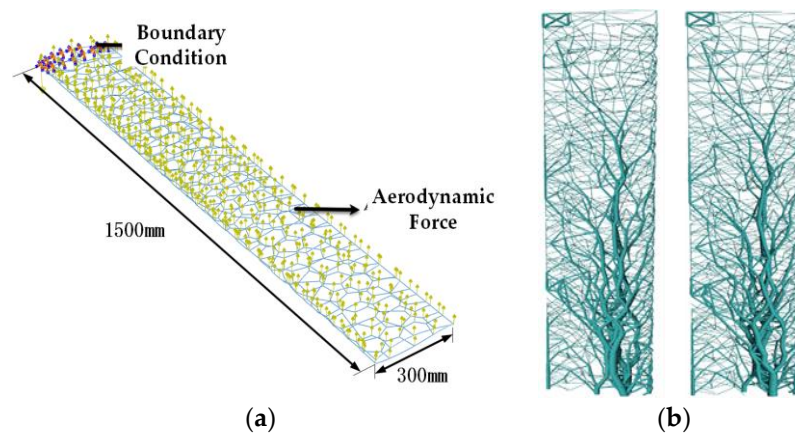 Boundary
Condition
Aerodynamic
Force
1500mm
300mm
(a)
(b)